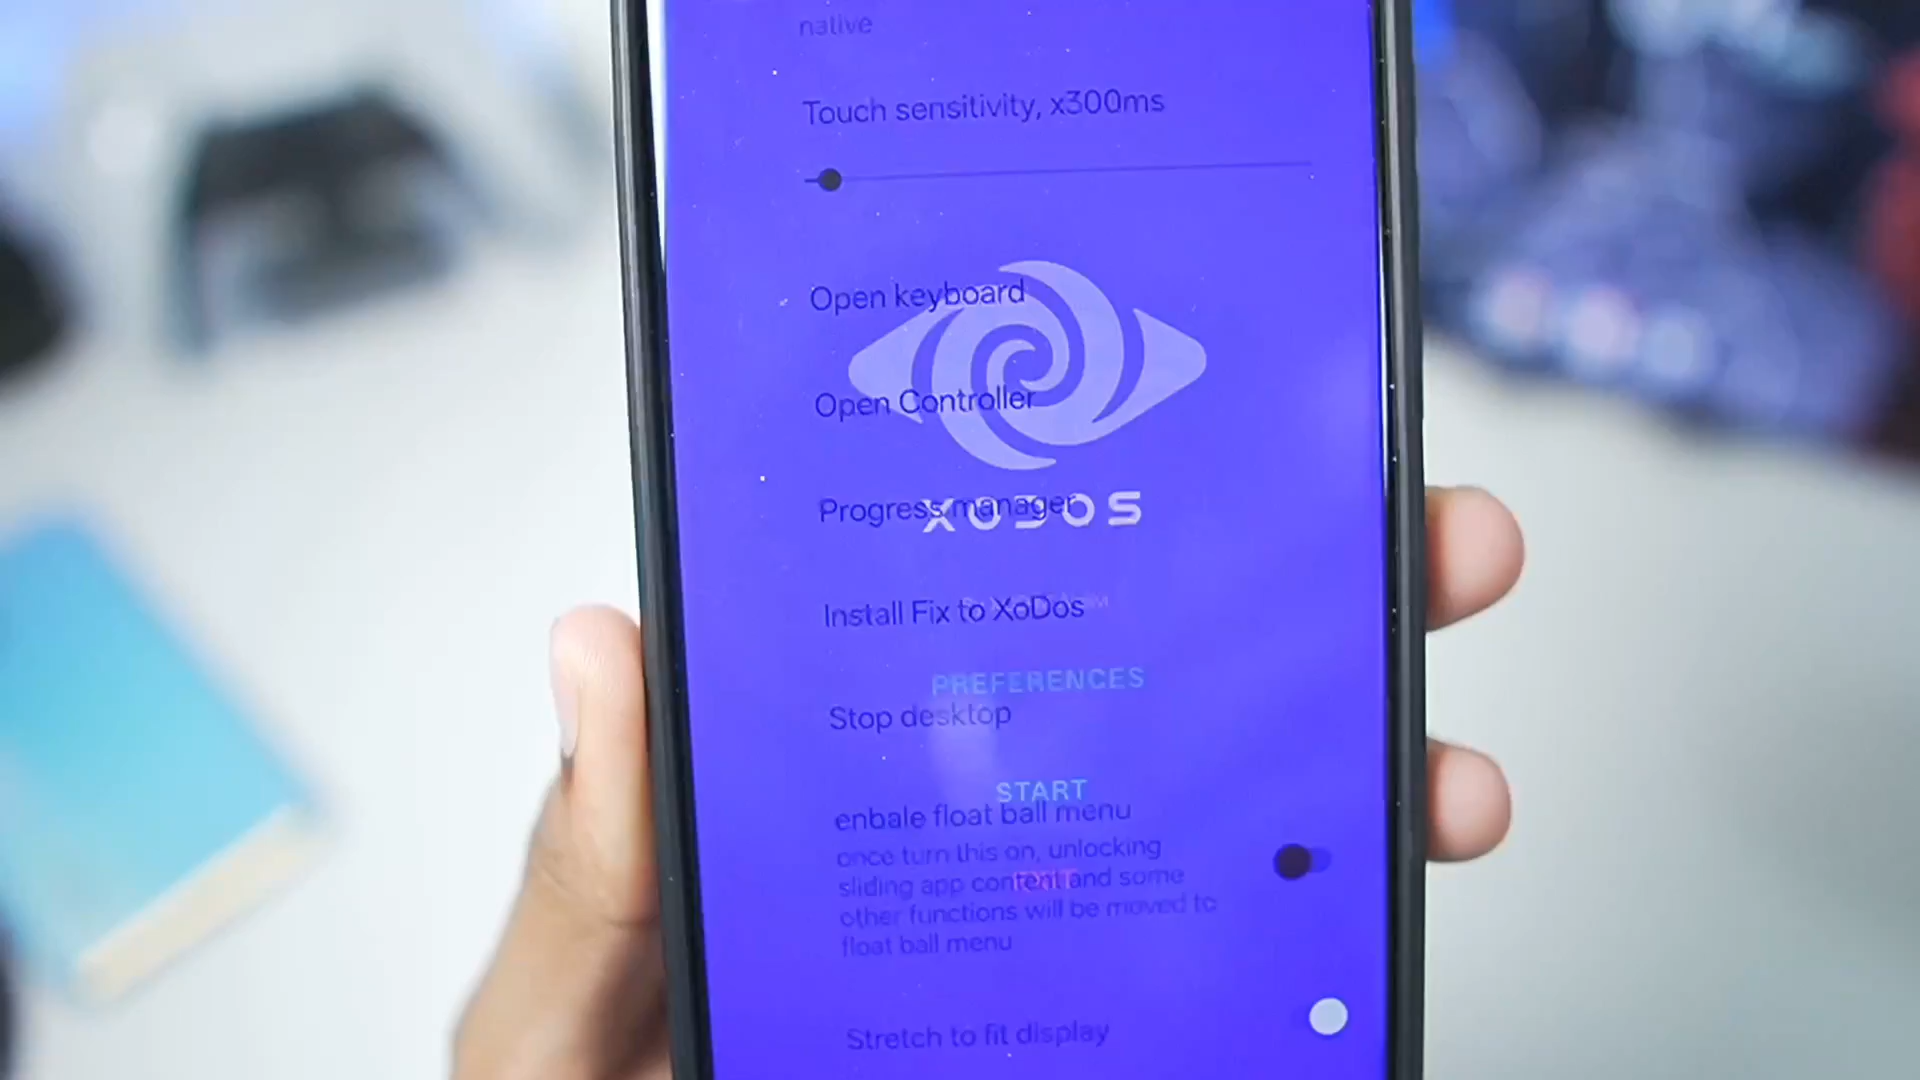 native
Touch sensitivity, x300ms
Open keyboard
Open Controller
Progress manager
XODOS
Install Fix to XoDos
PREFERENCES
Stop desktop
START
enbale float ball menu
once turn this on, unlocking
sliding app content and some
EXIT
other functions will be moved to
float ball menu
Stretch to fit display